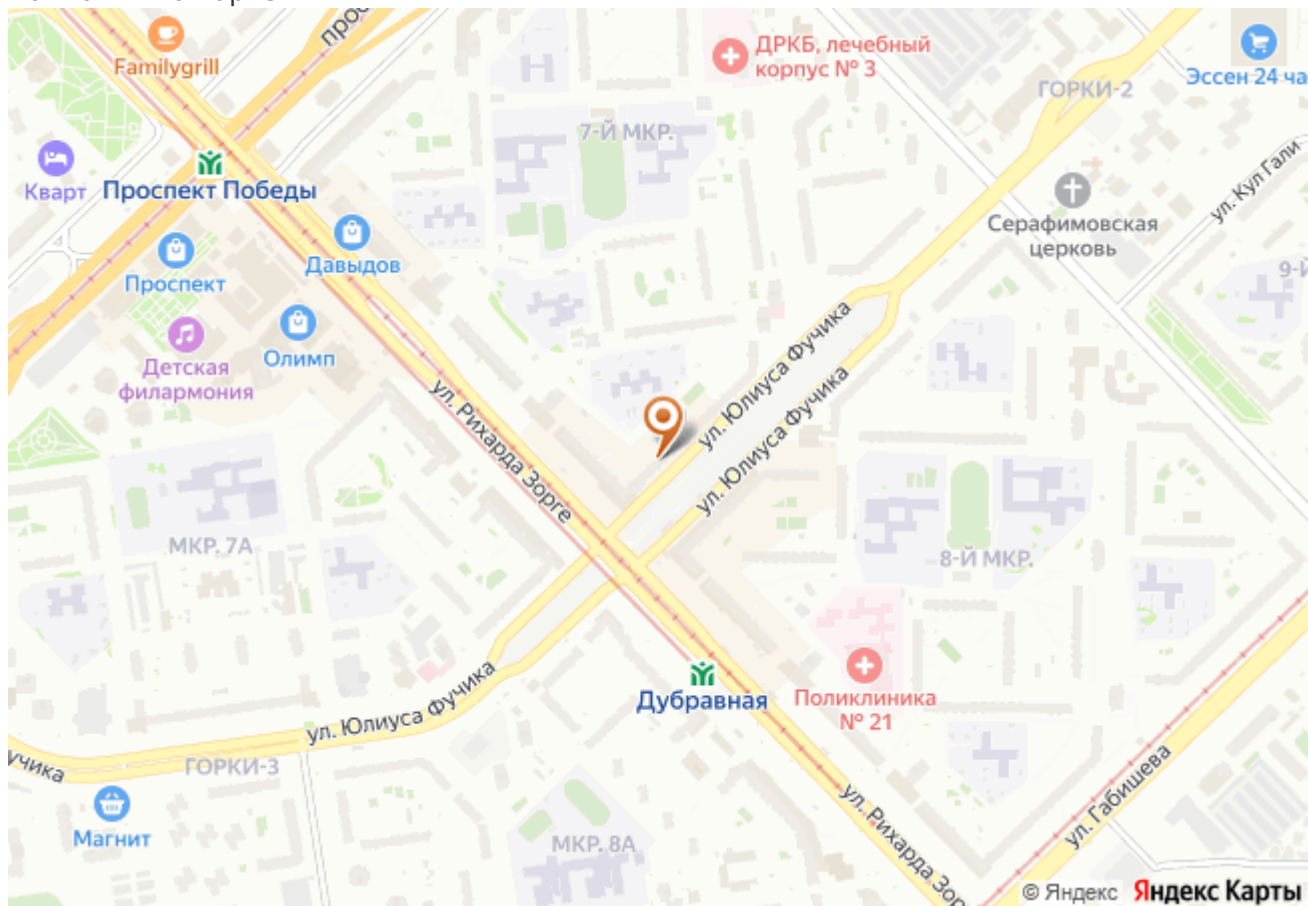 Familygrill
прос
ДРКБ, лечебный
корпус № 3
ГОРКИ-2
Эссен 24 ча
7-Й МКР.
Кварт
Проспект Победы
ул. Кул Гали
Серафимовская
церковь
Давыдов
Проспект
9-Й
Детская
филармония
Олимп
ул. Юлиуса Фучика
ул. Юлиуса Фучика
ул. Рихарда Зорге
МКР. 7А
8-Й МКР.
Дубравная
Поликлиника
№ 21
ул. Юлиуса Фучика
учика
ГОРКИ-3
Магнит
ул. Габишева
ул. Рихарда Зор
МКР. 8А
© Яндекс Яндекс Карты